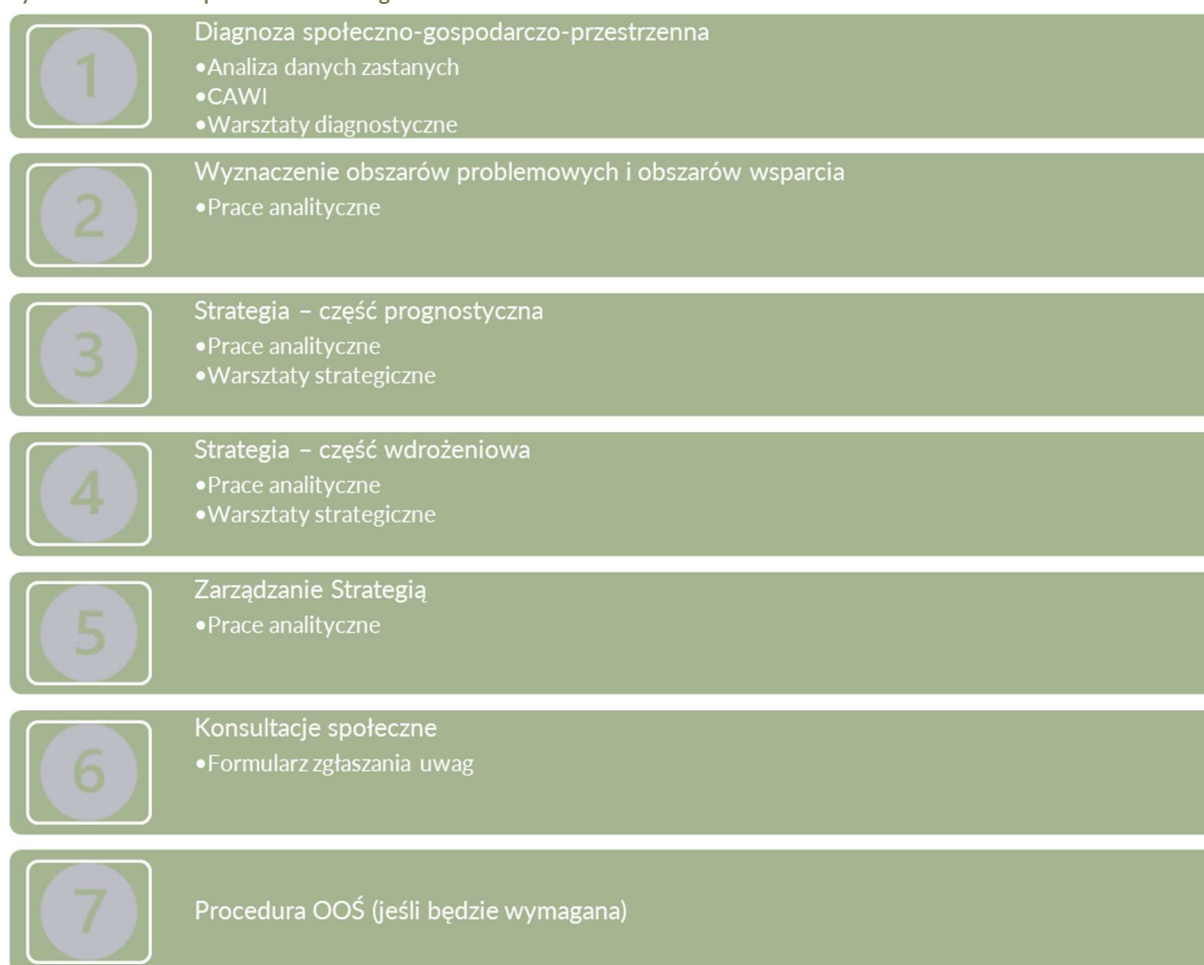 1
Diagnoza społeczno-gospodarczo-przestrzenna
•Analiza danych zastanych
•CAWI
•Warsztaty diagnostyczne
2
Wyznaczenie obszarów problemowych i obszarów wsparcia
•Prace analityczne
3
Strategia – część prognostyczna
•Prace analityczne
•Warsztaty strategiczne
4
Strategia – część wdrożeniowa
•Prace analityczne
•Warsztaty strategiczne
5
Zarządzanie Strategią
•Prace analityczne
6
Konsultacje społeczne
•Formularz zgłaszania uwag
7
Procedura OOŚ (jeśli będzie wymagana)